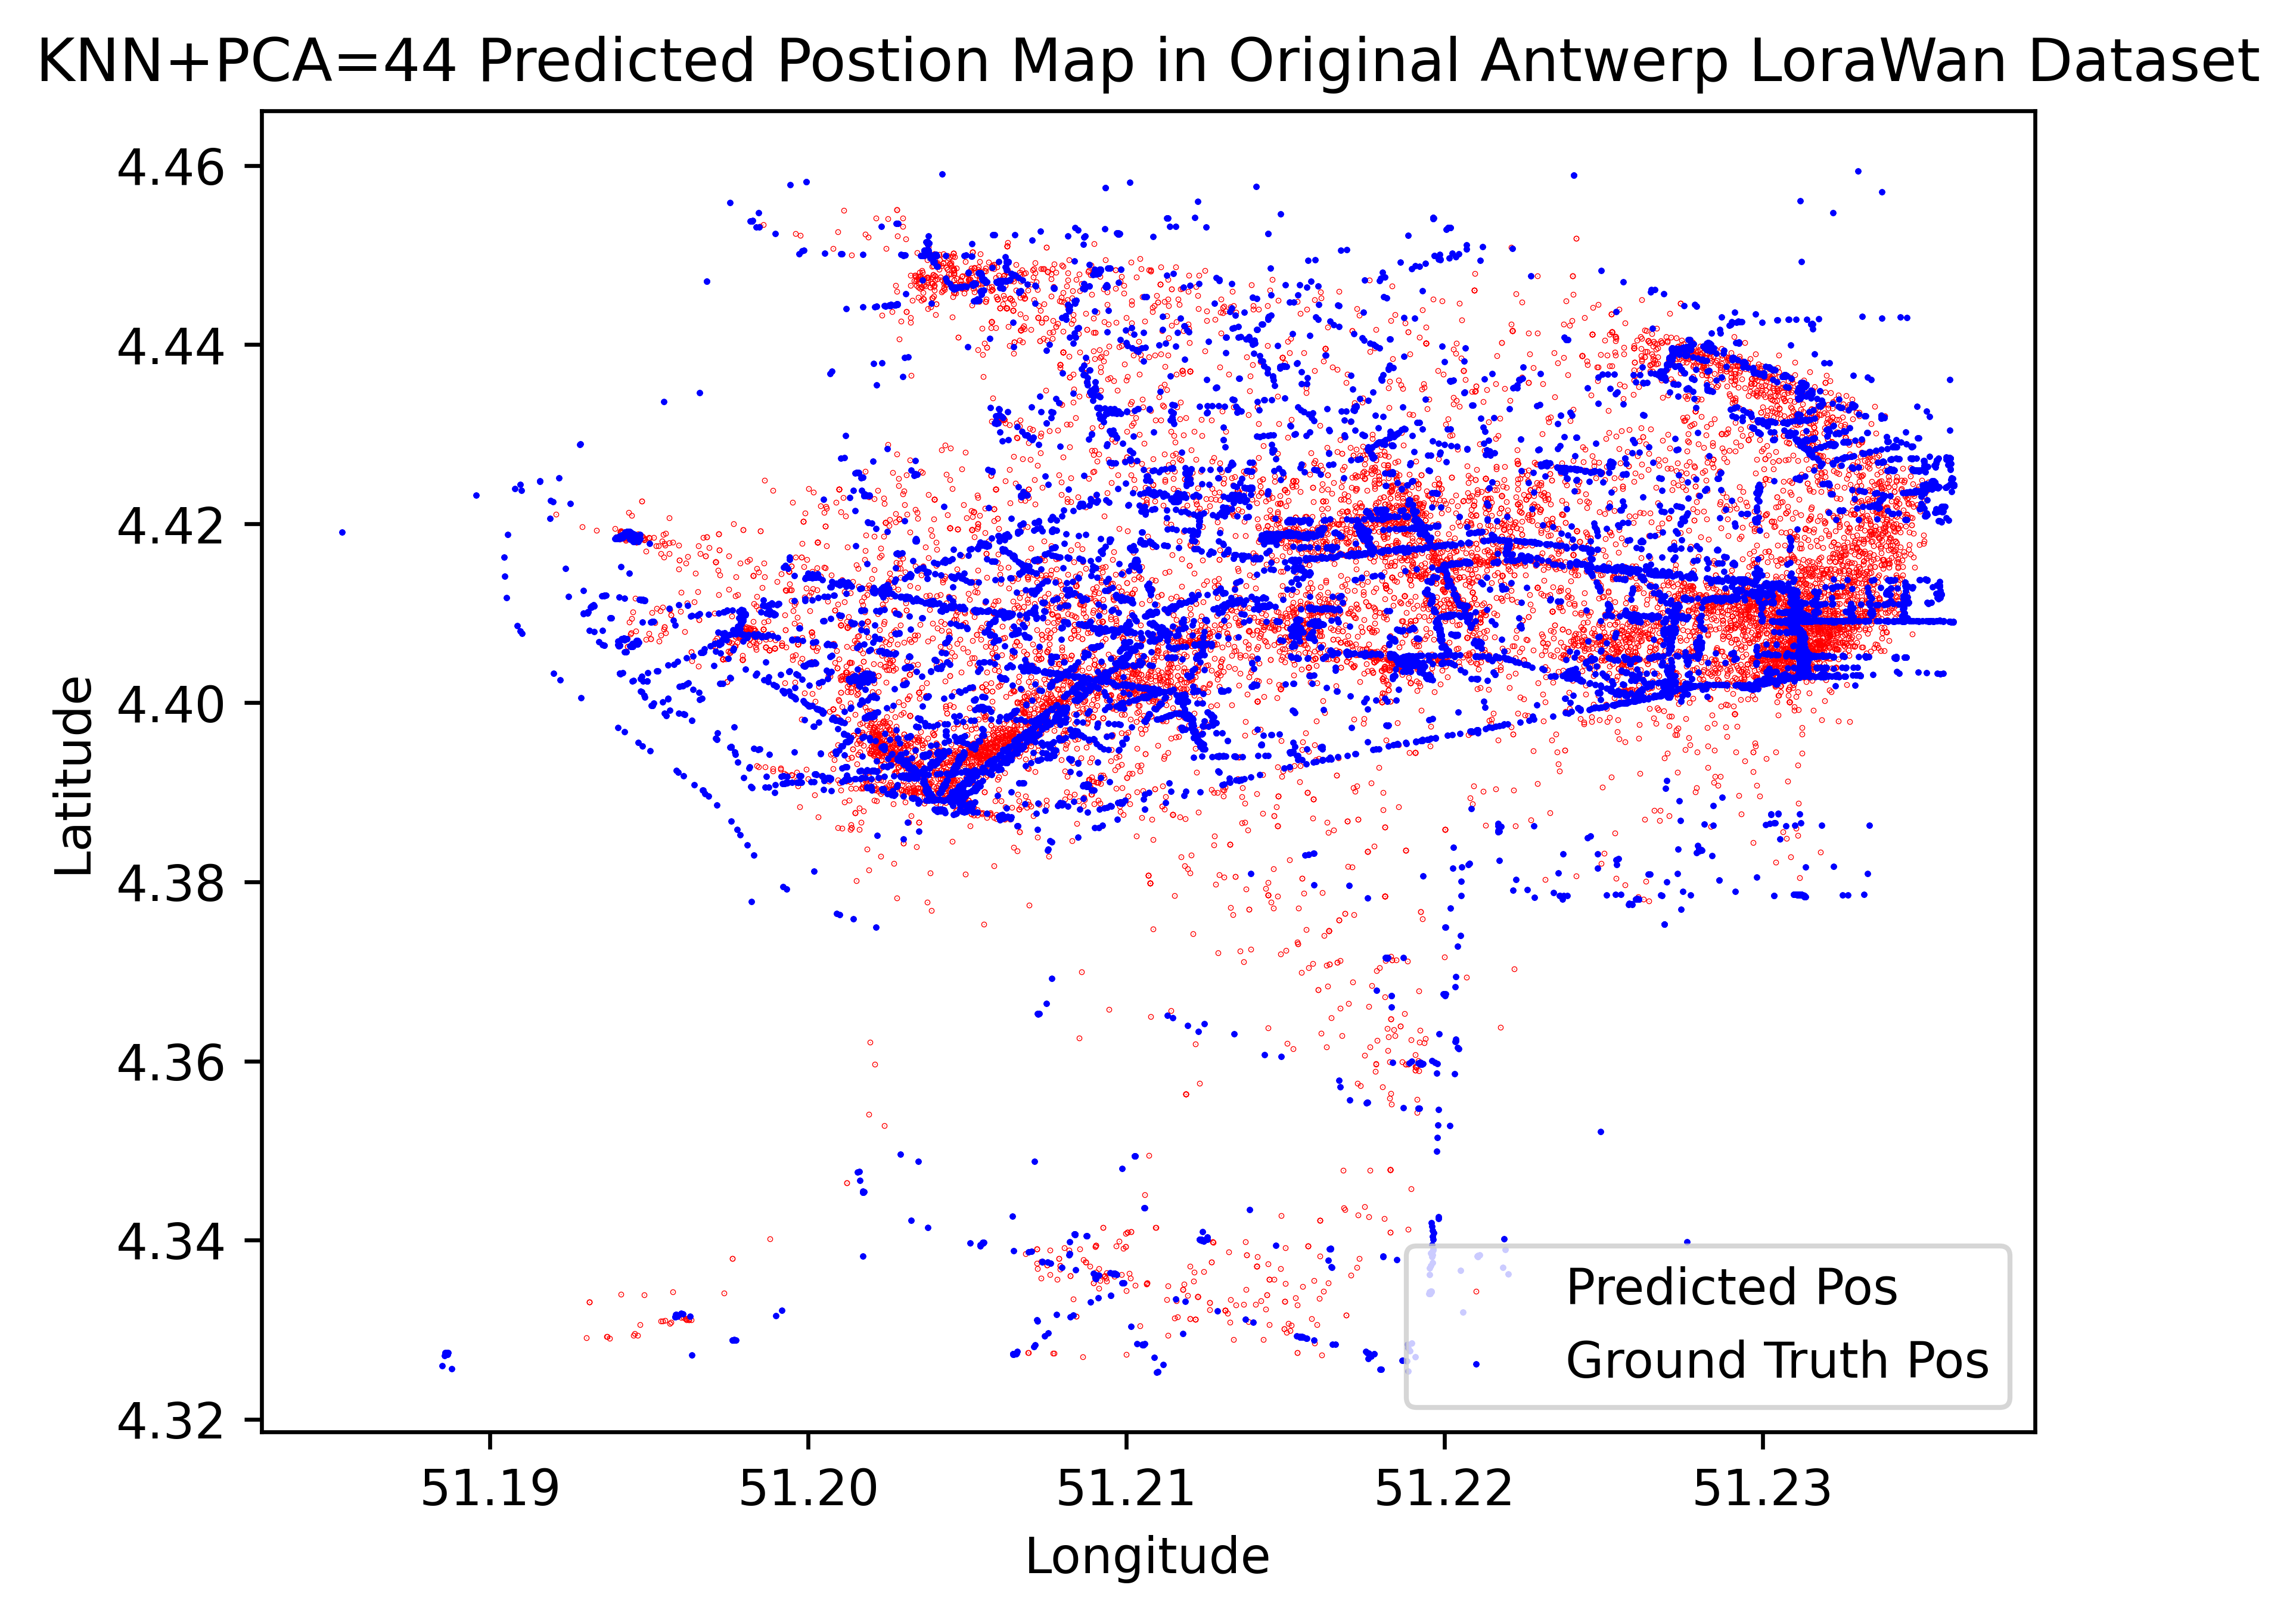 KNN+PCA=44 Predicted Postion Map in Original Antwerp LoraWan Dataset
4.46
4.44
4.42
4.40
4.38
4.36
4.34
4.32
Latitude
51.19 51.20 51.21 51.22 51.23
Longitude
Predicted Pos
Ground Truth Pos